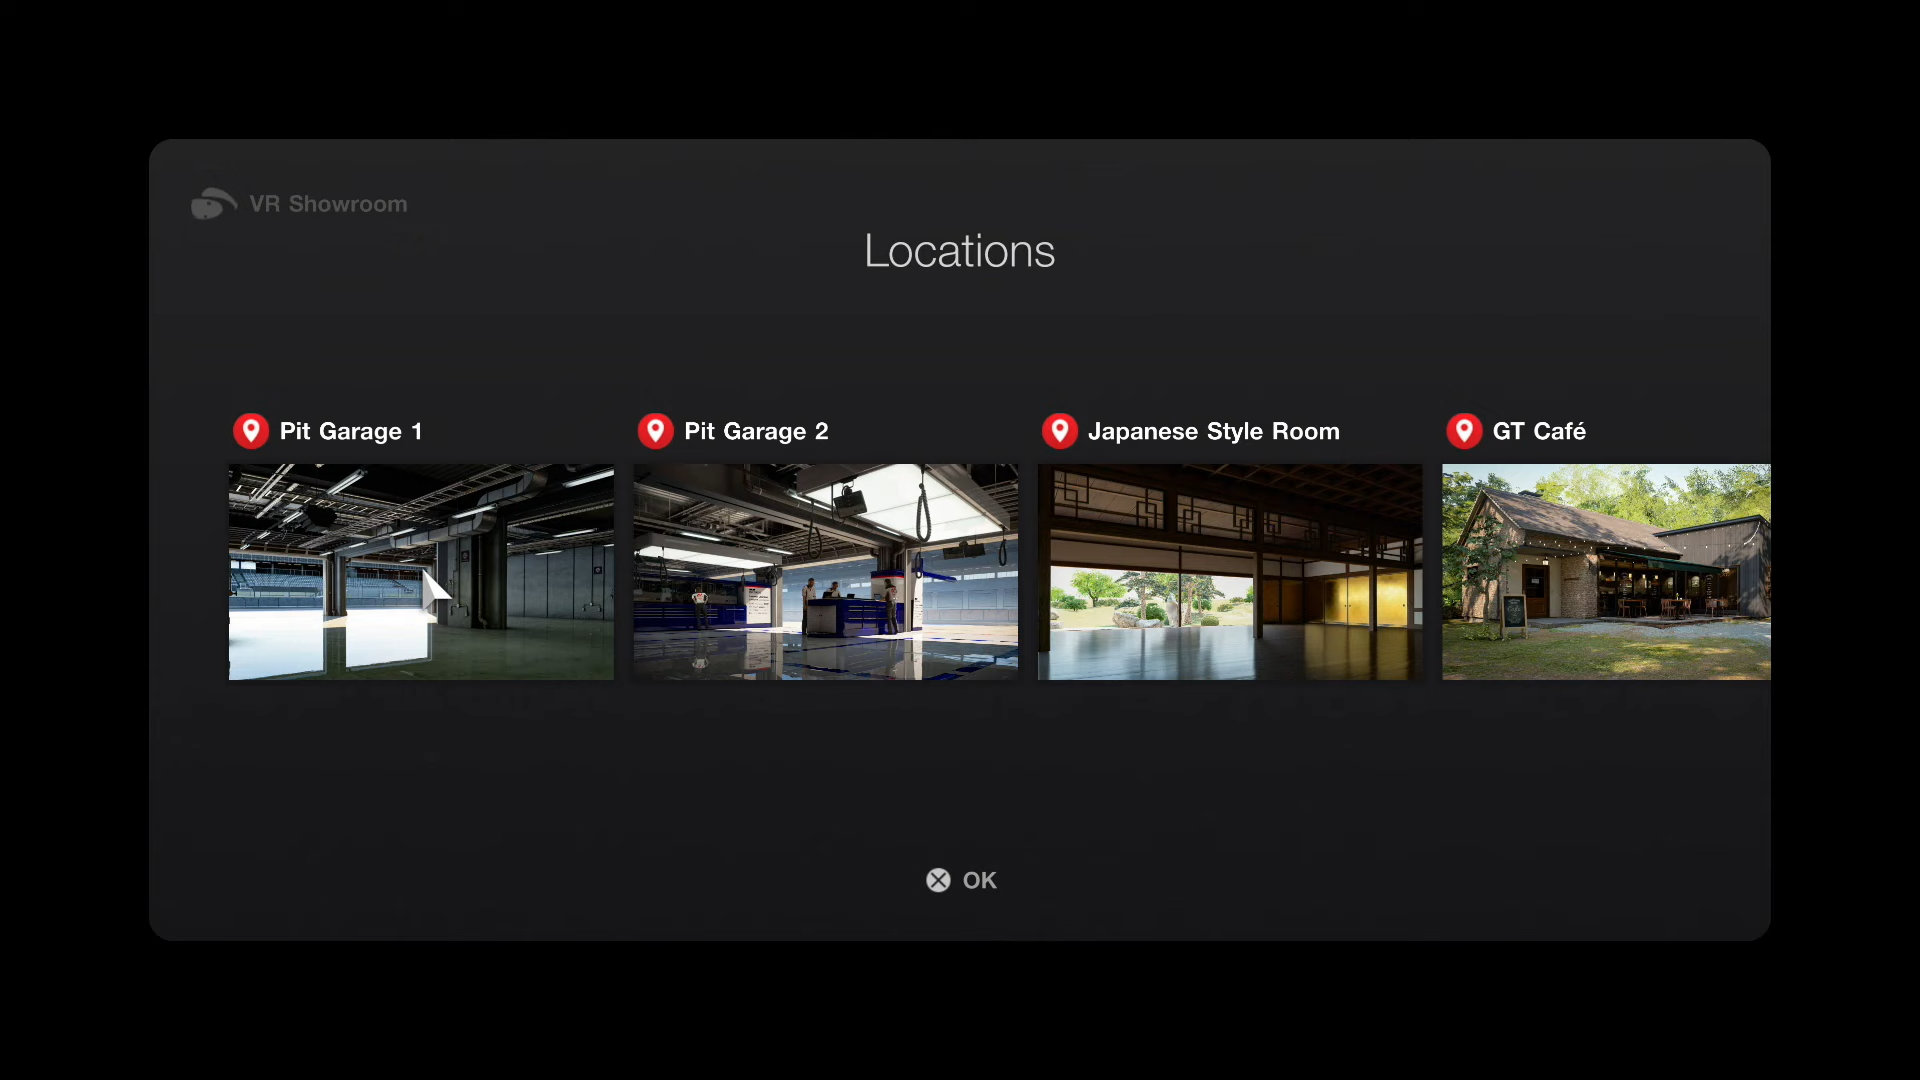 VR Showroom
Locations
Pit Garage 1
Pit Garage 2
Japanese Style Room
GT Café
OK